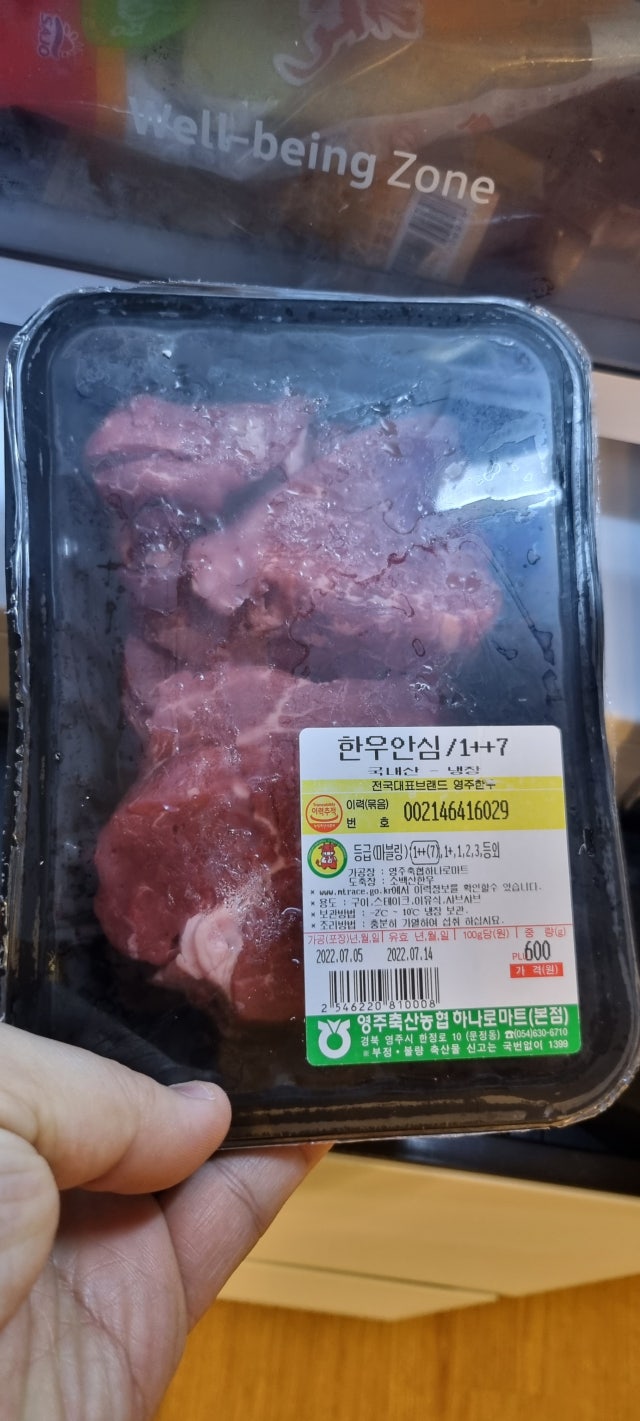 Well-being Zone
한우안심/1++7
국내산 - 냉장
전국대표브랜드 영주한우
이력(묶음)
번 호
002146416029
이력추적
등급(마블링) 1++(7),1+,1,2,3,등외
가공장 : 영주축협하나로마트
도축장 : 소백산한우
* www.mtrace.go.kr에서 이력정보를 확인할수 있습니다.
* 용도 : 구이.스테이크.이유식.샤브샤브
* 보관방법 : -2℃ ~ 10℃ 냉장 보관.
* 조리방법 : 충분히 가열하여 섭취 하십시요.
가공(포장)년.월.일 유효 년.월.일 100g당(원) 중 량(g)
2022.07.05 2022.07.14 PLU 600
가 격(원)
2 546220 810008
영주축산농협 하나로마트(본점)
경북 영주시 한정로 10 (문정동) ☎(054)630-6710
※부정·불량 축산물 신고는 국번없이 1399